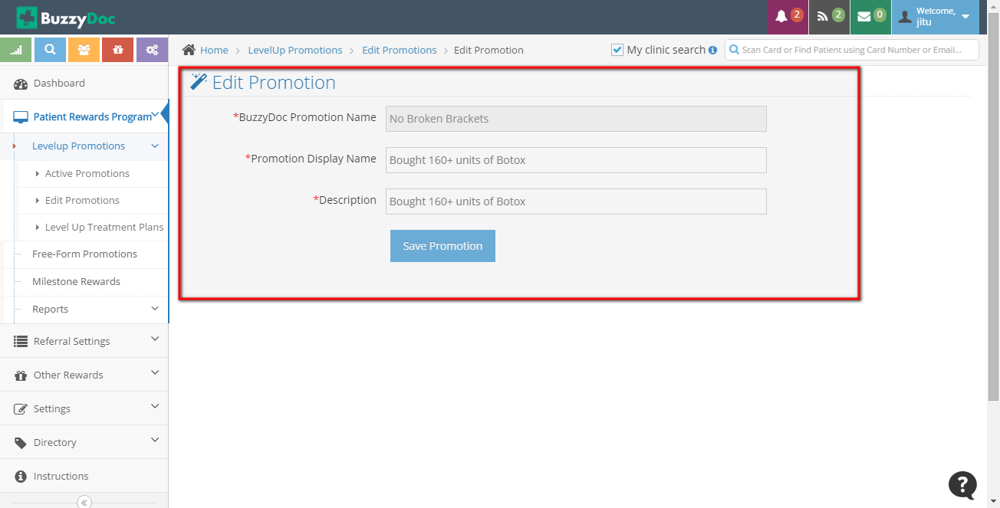 BuzzyDoc
2
2
0
Welcome,
jitu
Home > LevelUp Promotions > Edit Promotions > Edit Promotion
My clinic search
Scan Card or Find Patient using Card Number or Email...
Dashboard
Patient Rewards Program
Levelup Promotions
Active Promotions
Edit Promotions
Level Up Treatment Plans
Free-Form Promotions
Milestone Rewards
Reports
Referral Settings
Other Rewards
Settings
Directory
Instructions
Edit Promotion
*BuzzyDoc Promotion Name No Broken Brackets
*Promotion Display Name Bought 160+ units of Botox
*Description Bought 160+ units of Botox
Save Promotion
?